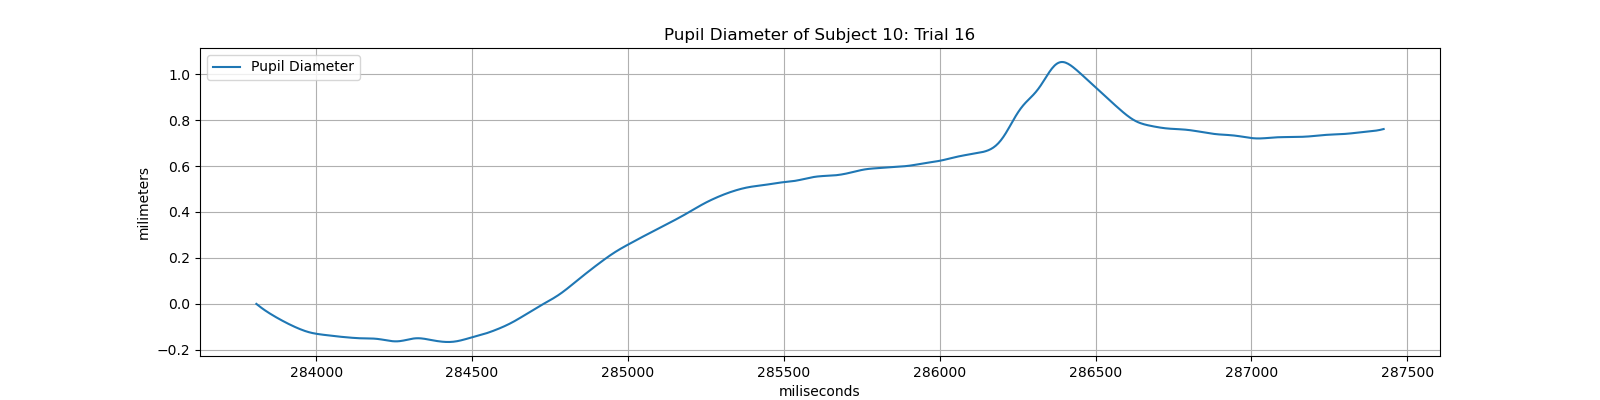 Pupil Diameter of Subject 10: Trial 16
Pupil Diameter
1.0
0.8
0.6
0.4
0.2
0.0
−0.2
milimeters
284000 284500 285000 285500 286000 286500 287000 287500
miliseconds